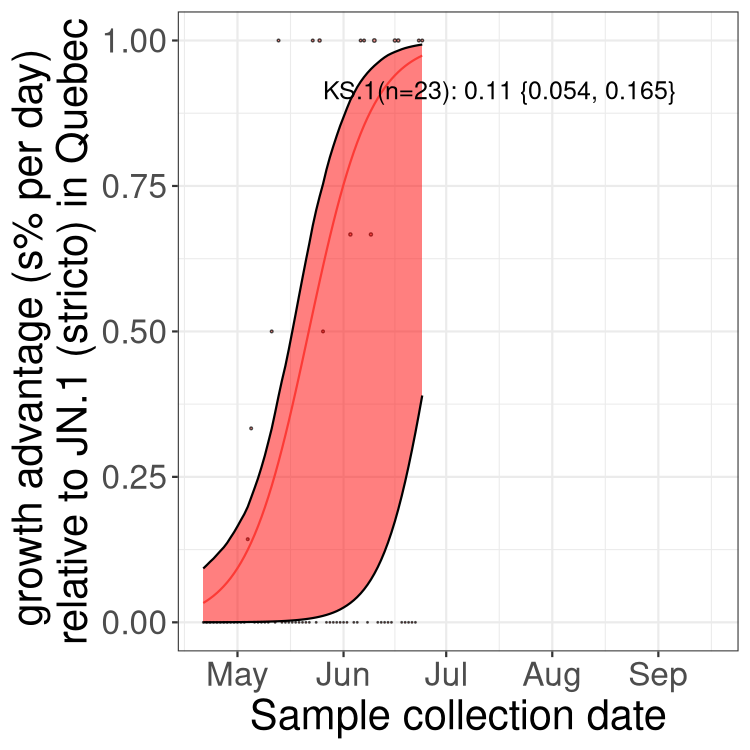 growth advantage (s% per day)
relative to JN.1 (stricto) in Quebec
1.00
0.75
0.50
0.25
0.00
KS.1(n=23): 0.11 {0.054, 0.165}
May Jun Jul Aug Sep
Sample collection date